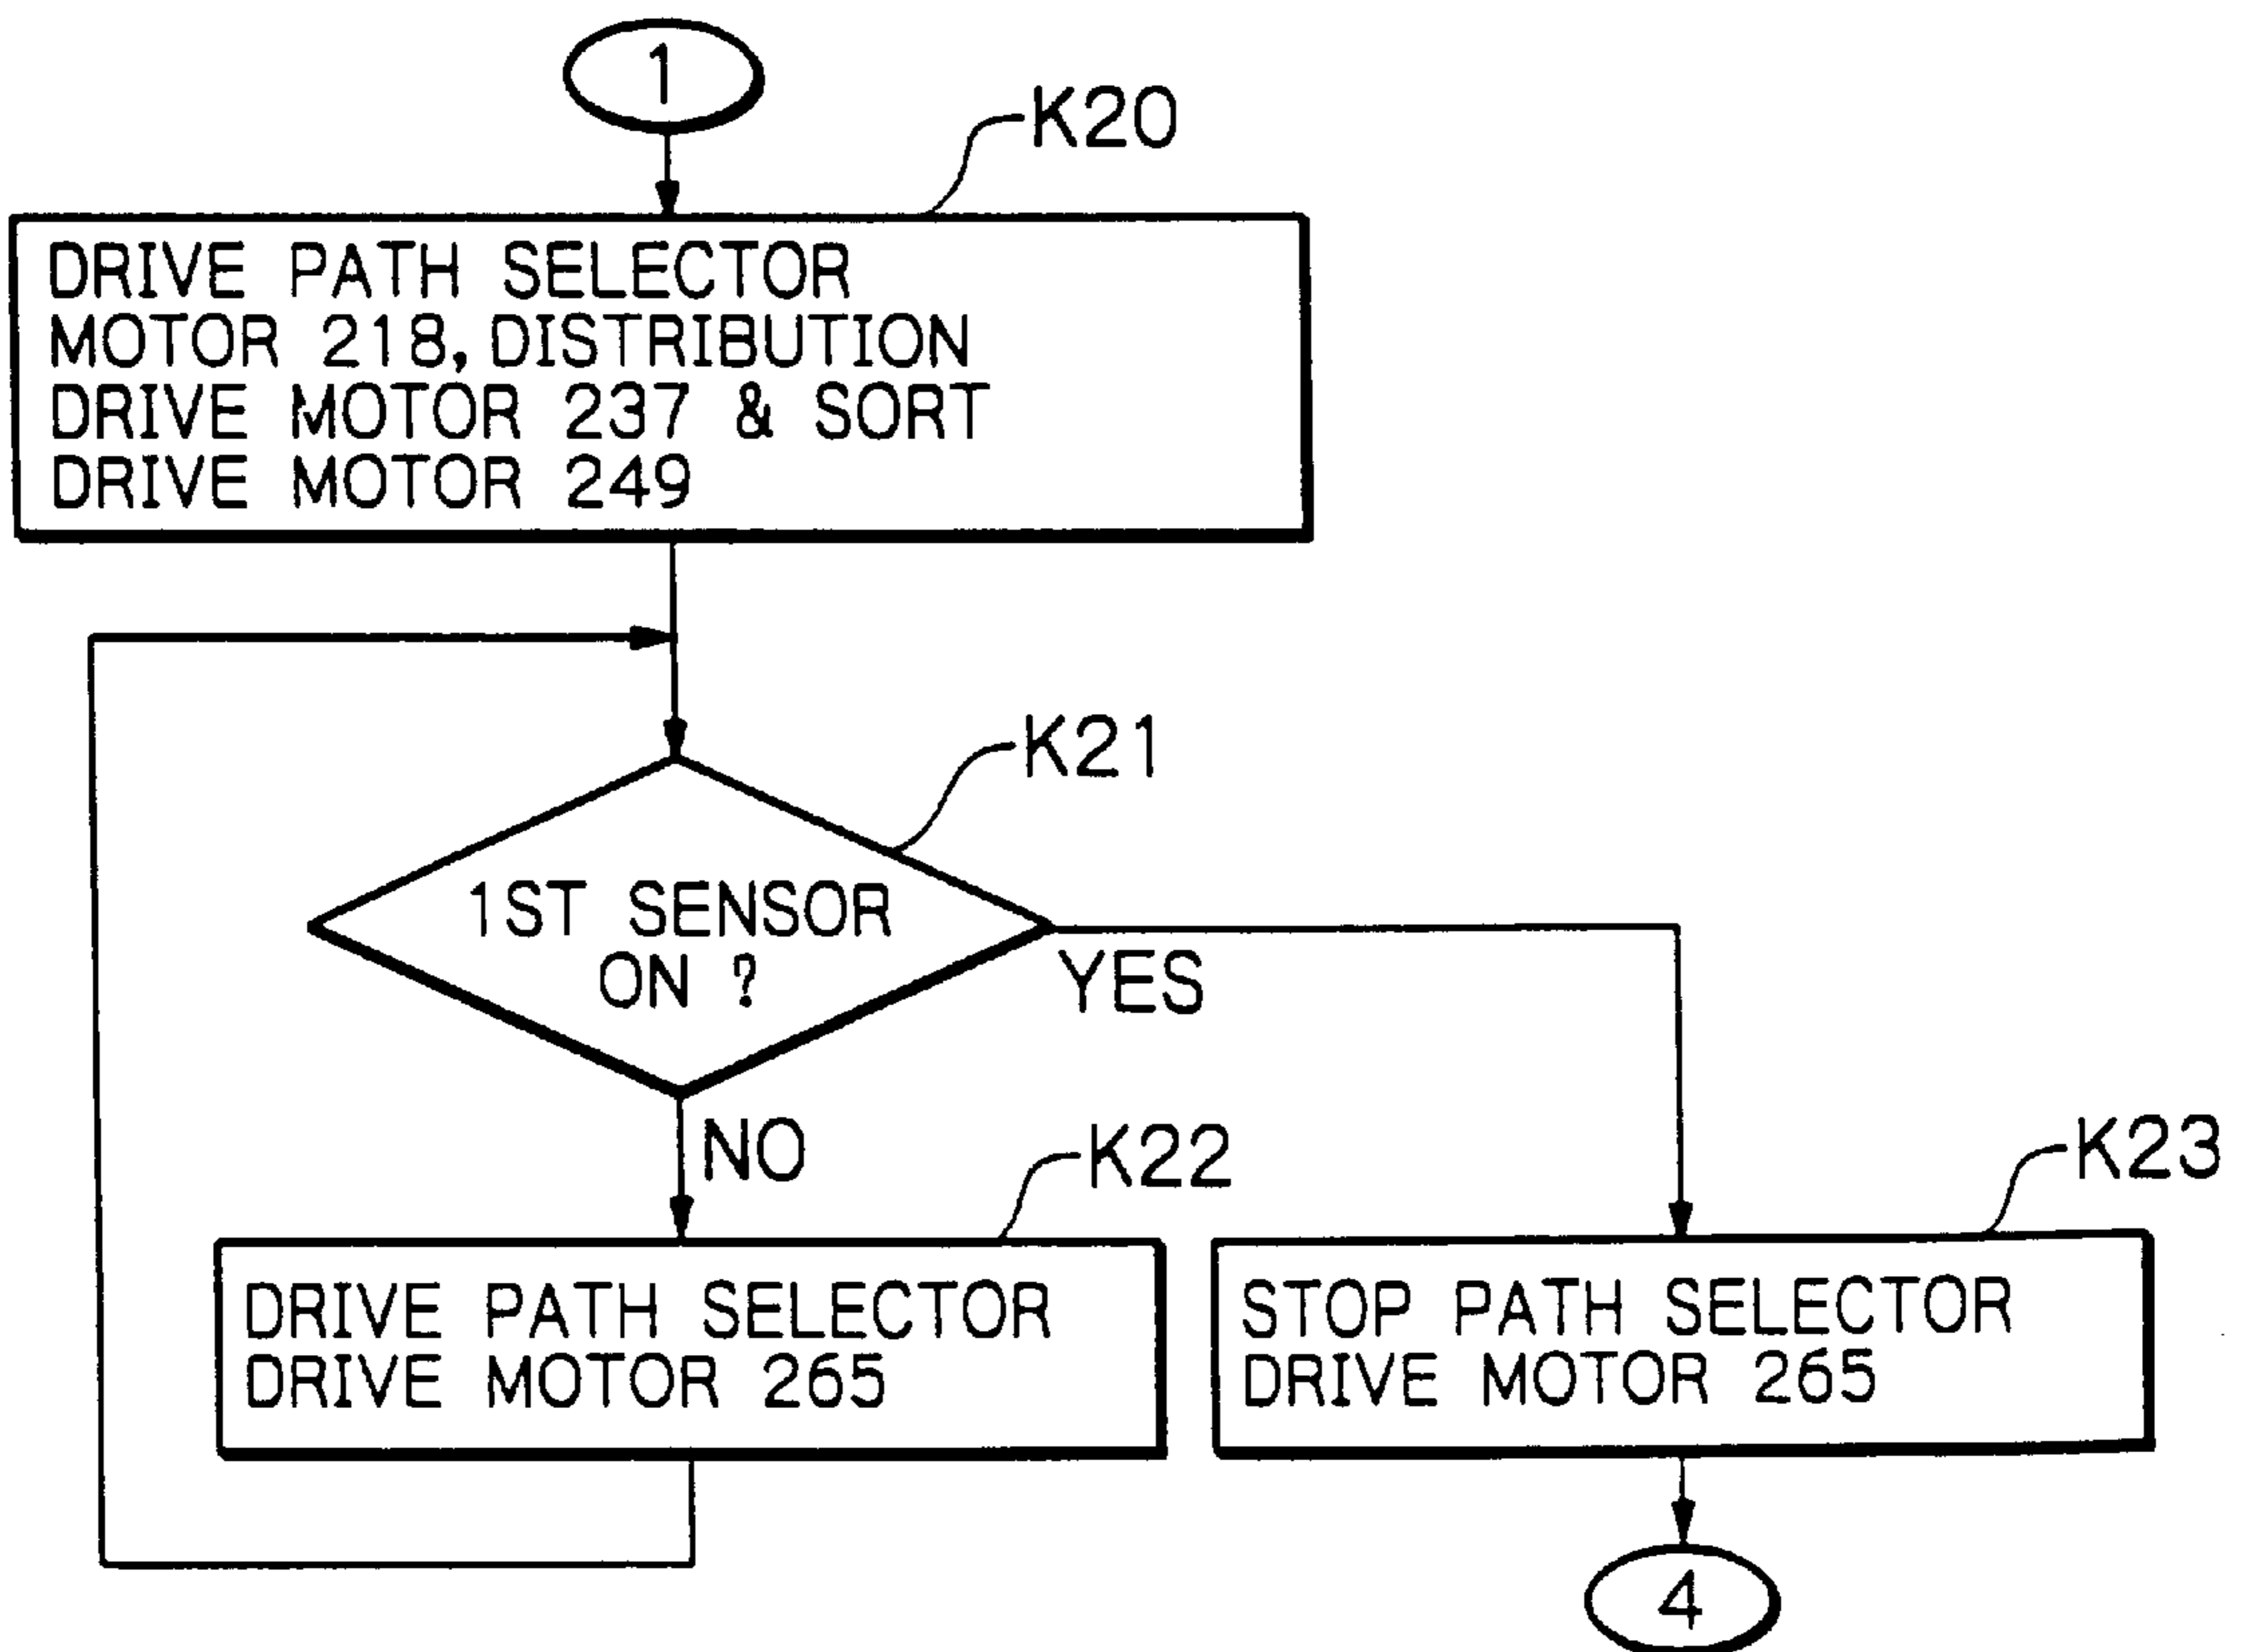 1
K20
DRIVE PATH SELECTOR
MOTOR 218, DISTRIBUTION
DRIVE MOTOR 237 & SORT
DRIVE MOTOR 249
K21
1ST SENSOR
ON ?
YES
NO
K22
K23
DRIVE PATH SELECTOR
DRIVE MOTOR 265
STOP PATH SELECTOR
DRIVE MOTOR 265
4